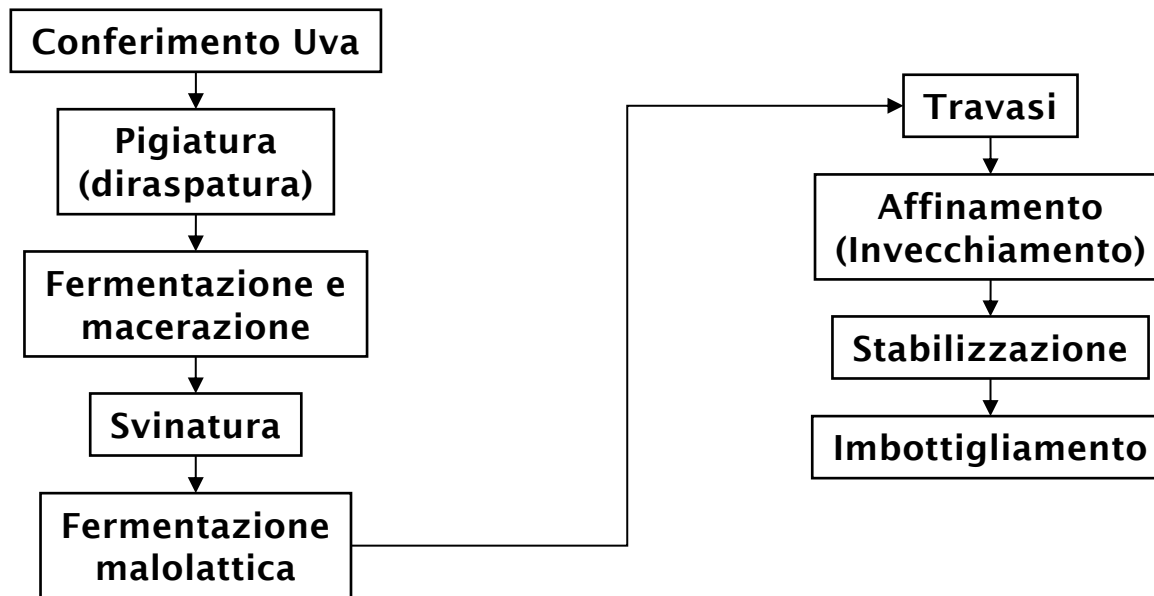 Conferimento Uva
Pigiatura
(diraspatura)
Fermentazione e
macerazione
Svinatura
Fermentazione
malolattica
Travasi
Affinamento
(Invecchiamento)
Stabilizzazione
Imbottigliamento